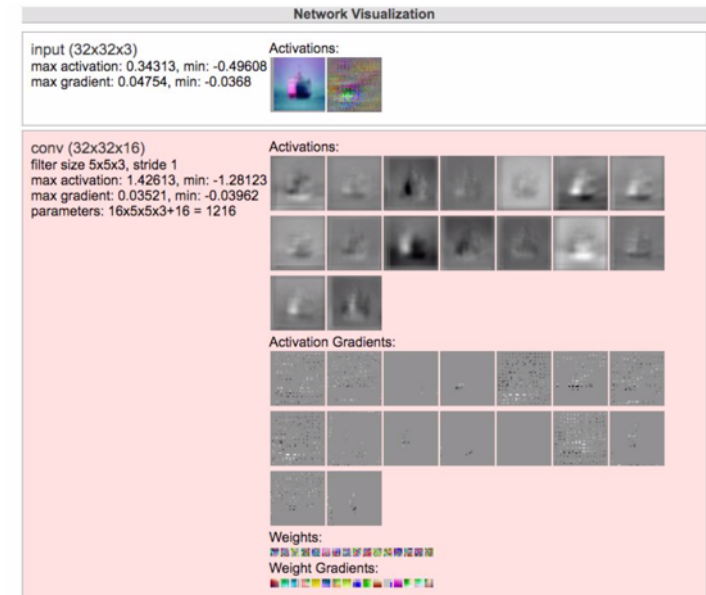 Network Visualization
input (32x32x3)
max activation: 0.34313, min: -0.49608
max gradient: 0.04754, min: -0.0368
Activations:
conv (32x32x16)
filter size 5x5x3, stride 1
max activation: 1.42613, min: -1.28123
max gradient: 0.03521, min: -0.03962
parameters: 16x5x5x3+16 = 1216
Activations:
Activation Gradients:
Weights:
Weight Gradients: